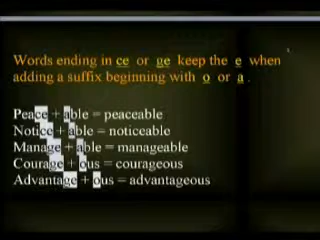 Words ending in ce or ge keep the e when
adding a suffix beginning with o or a .
Peace + able = peaceable
Notice + able = noticeable
Manage + able = manageable
Courage + ous = courageous
Advantage + ous = advantageous